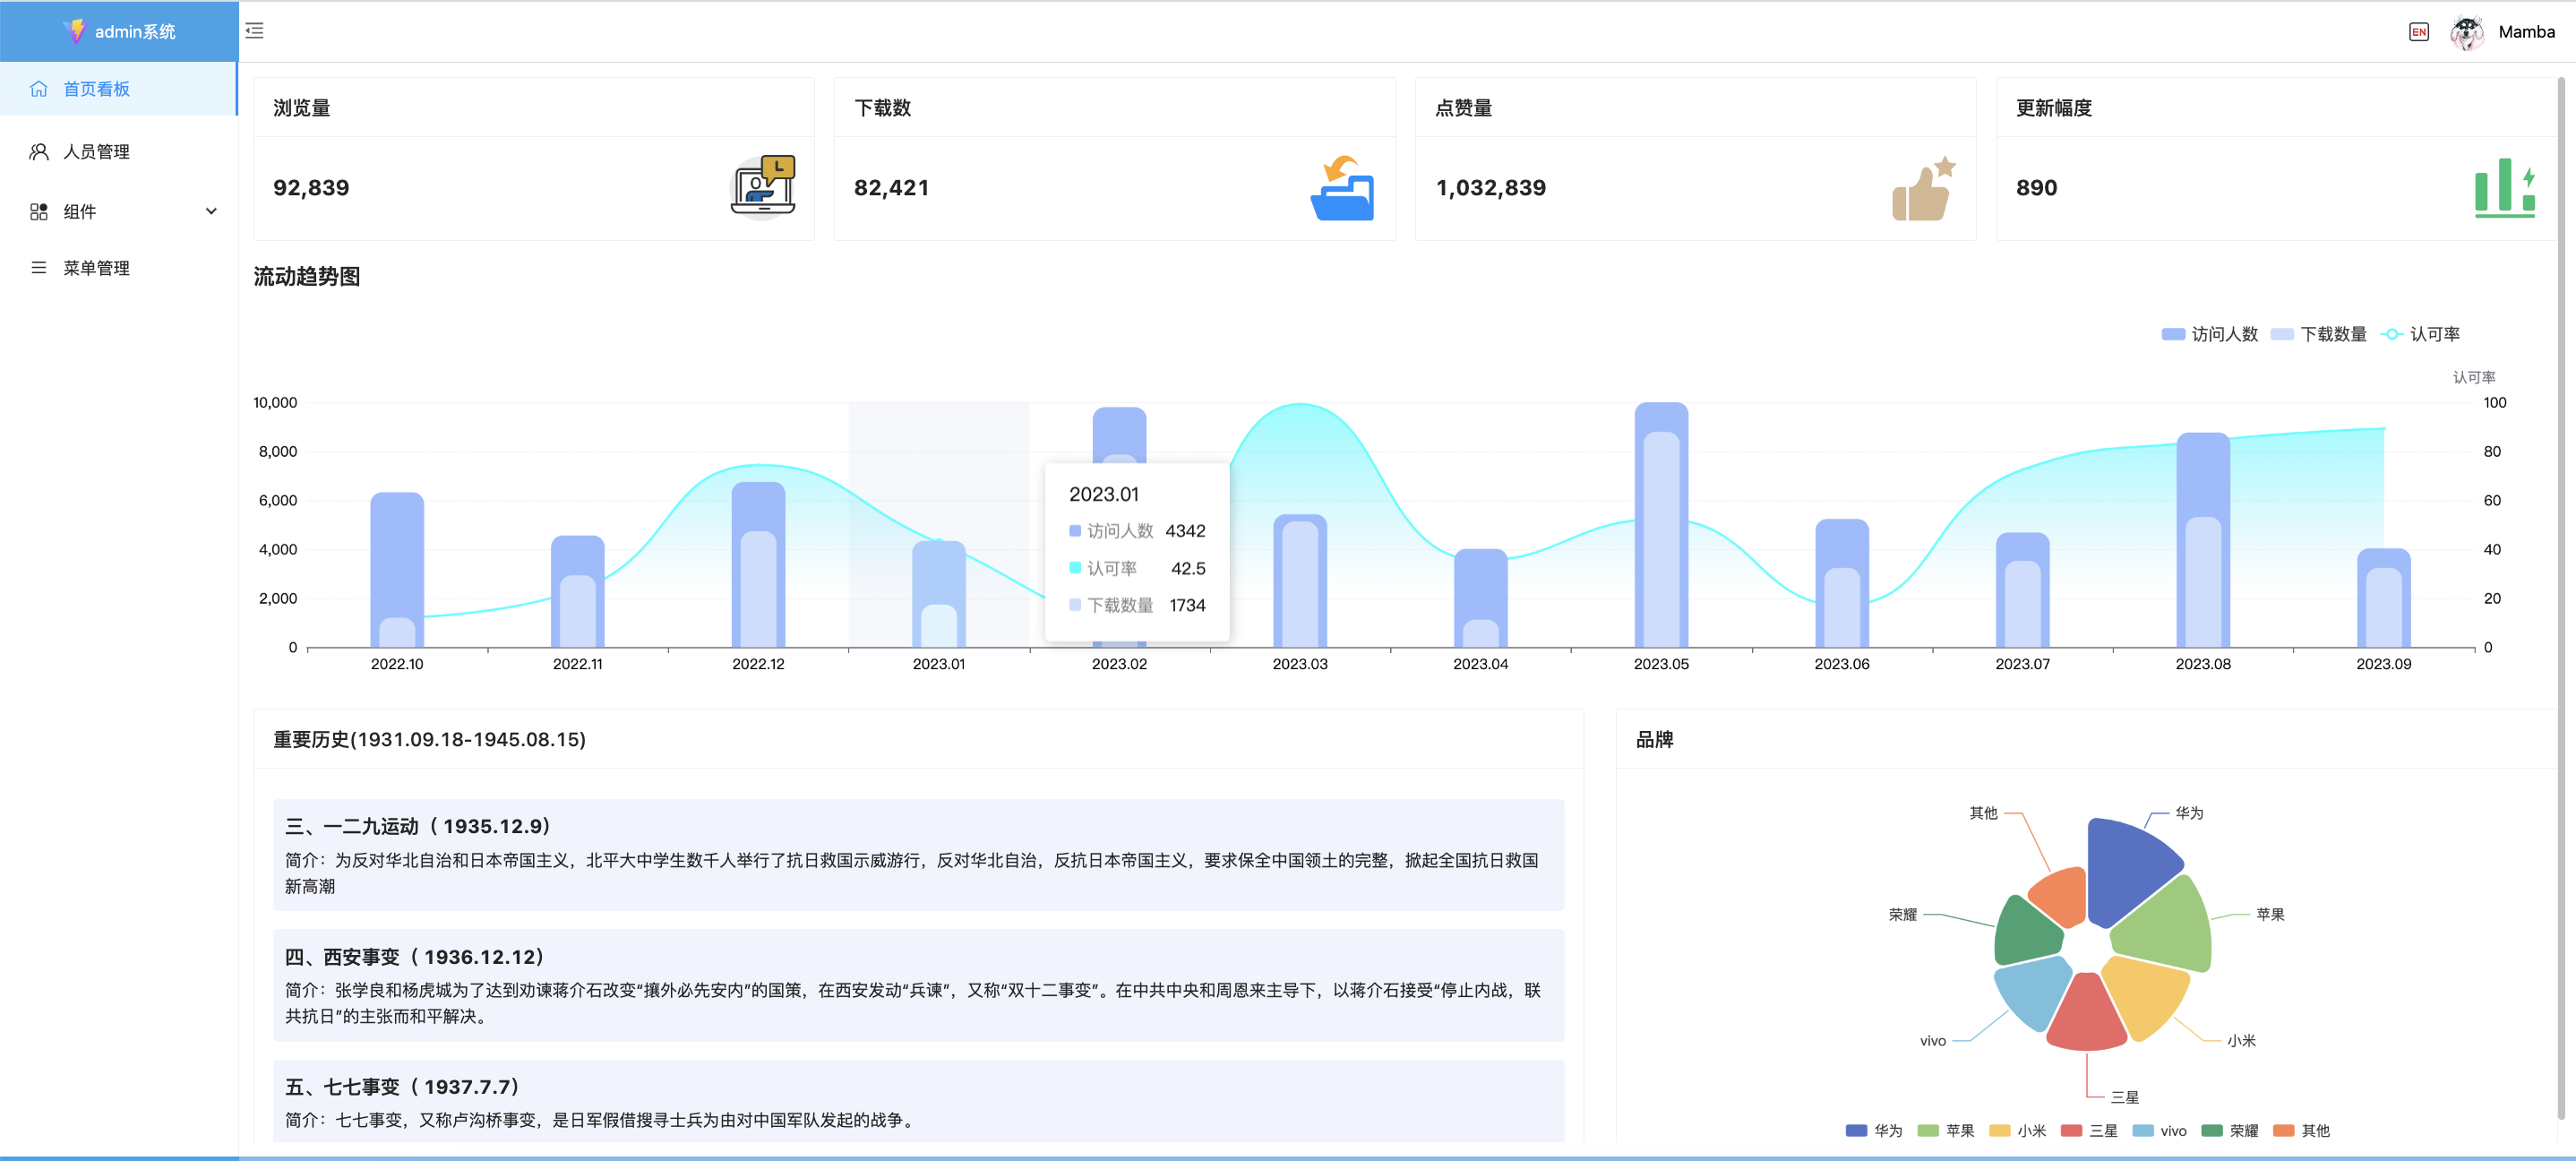 admin系统
EN
Mamba
首页看板
人员管理
组件
菜单管理
浏览量
92,839
下载数
82,421
点赞量
1,032,839
更新幅度
890
流动趋势图
访问人数 下载数量 认可率
认可率
10,000
8,000
6,000
4,000
2,000
0
100
80
60
40
20
0
2023.01
访问人数 4342
认可率 42.5
下载数量 1734
2022.10 2022.11 2022.12 2023.01 2023.02 2023.03 2023.04 2023.05 2023.06 2023.07 2023.08 2023.09
重要历史(1931.09.18-1945.08.15)
三、一二九运动（ 1935.12.9）
简介：为反对华北自治和日本帝国主义，北平大中学生数千人举行了抗日救国示威游行，反对华北自治，反抗日本帝国主义，要求保全中国领土的完整，掀起全国抗日救国
新高潮
四、西安事变（ 1936.12.12）
简介：张学良和杨虎城为了达到劝谏蒋介石改变“攘外必先安内”的国策，在西安发动“兵谏”，又称“双十二事变”。在中共中央和周恩来主导下，以蒋介石接受“停止内战，联
共抗日”的主张而和平解决。
五、七七事变（ 1937.7.7）
简介：七七事变，又称卢沟桥事变，是日军假借搜寻士兵为由对中国军队发起的战争。
品牌
其他
华为
荣耀
苹果
vivo
小米
三星
华为 苹果 小米 三星 vivo 荣耀 其他